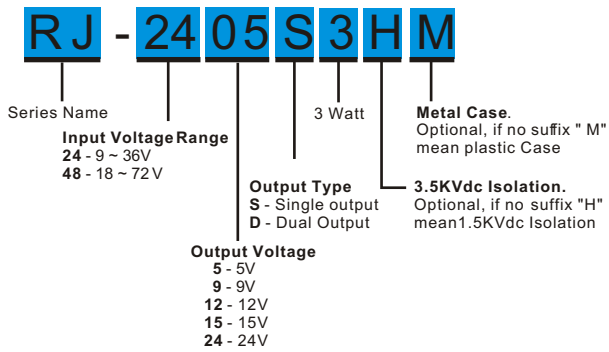 RJ - 2405S3HM
Series Name
3 Watt
Metal Case.
Optional, if no suffix " M"
mean plastic Case
Input Voltage Range
24 - 9 ~ 36V
48 - 18 ~ 72 V
Output Type
S - Single output
D - Dual Output
3.5KVdc Isolation.
Optional, if no suffix "H"
mean1.5KVdc Isolation
Output Voltage
5 - 5V
9 - 9V
12 - 12V
15 - 15V
24 - 24V